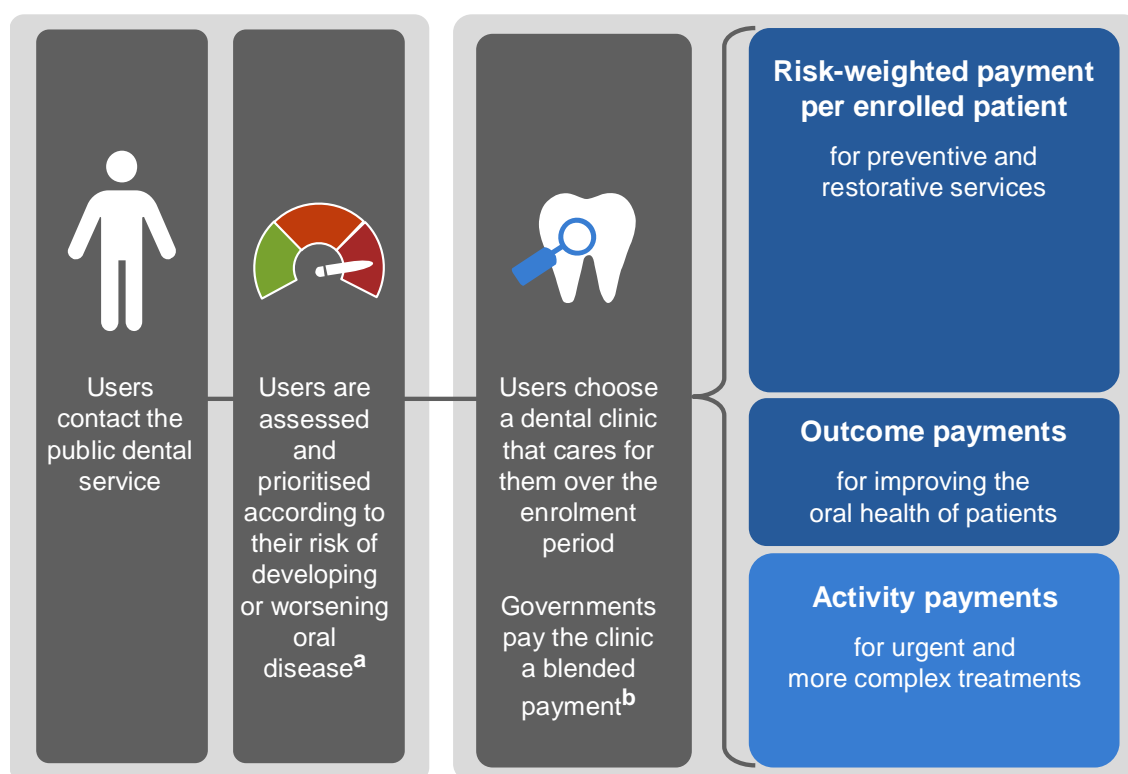 Users
contact the
public dental
service
Users are
assessed
and
prioritised
according to
their risk of
developing
or worsening
oral
diseaseᵃ
Users choose
a dental clinic
that cares for
them over the
enrolment
period
Governments
pay the clinic
a blended
paymentᵇ
Risk-weighted payment
per enrolled patient
for preventive and
restorative services
Outcome payments
for improving the
oral health of patients
Activity payments
for urgent and
more complex treatments